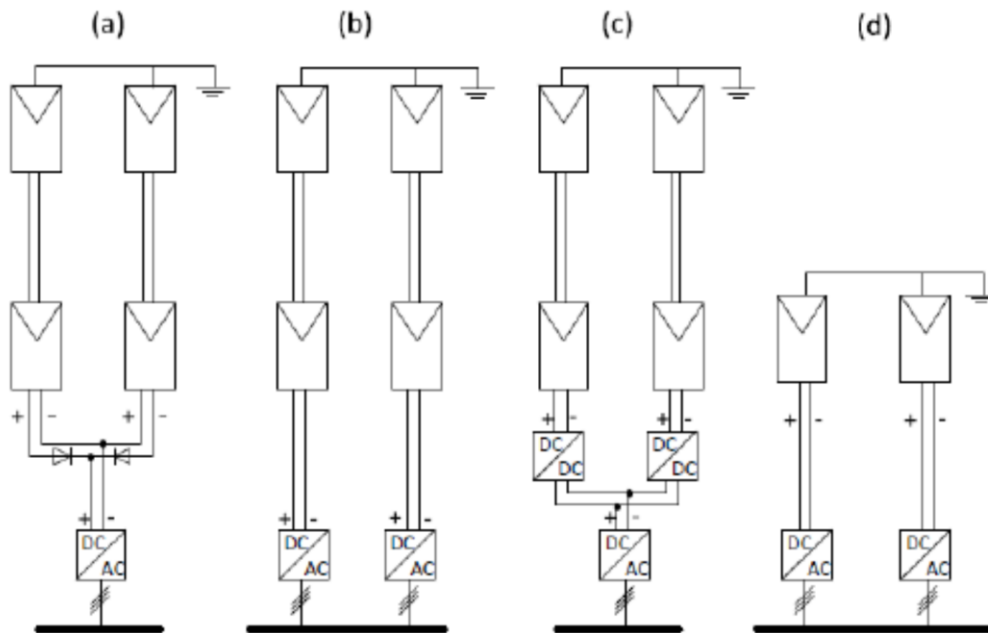 (a) (b) (c) (d)
+ - + -
+ - + -
+ - + -
DC DC
DC DC
+ - + - + - + -
DC DC DC DC DC DC
AC AC AC AC AC AC